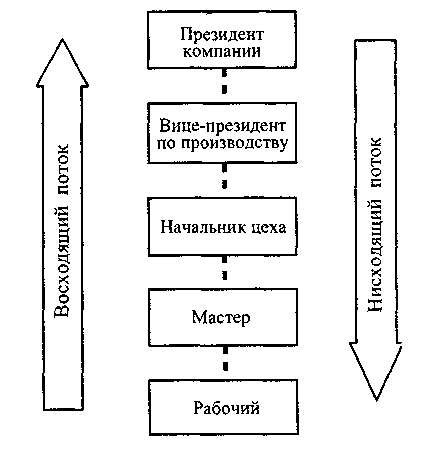 Президент
компании
Вице-президент
по производству
Начальник цеха
Мастер
Рабочий
Восходящий поток
Нисходящий поток